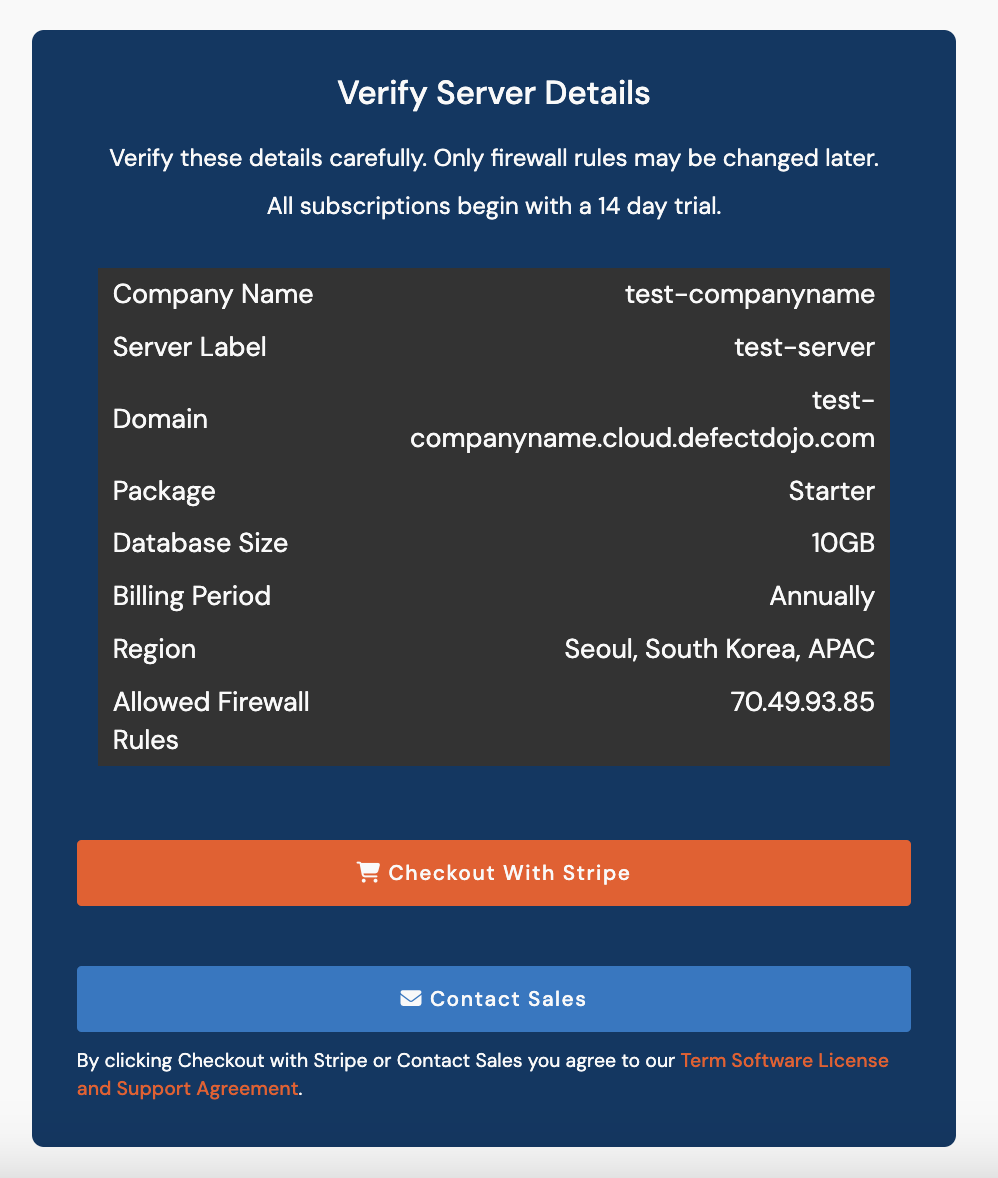 Verify Server Details
Verify these details carefully. Only firewall rules may be changed later.
All subscriptions begin with a 14 day trial.
Company Name test-companyname
Server Label test-server
Domain test-
companyname.cloud.defectdojo.com
Package Starter
Database Size 10GB
Billing Period Annually
Region Seoul, South Korea, APAC
Allowed Firewall 70.49.93.85
Rules
Checkout With Stripe
Contact Sales
By clicking Checkout with Stripe or Contact Sales you agree to our Term Software License
and Support Agreement.